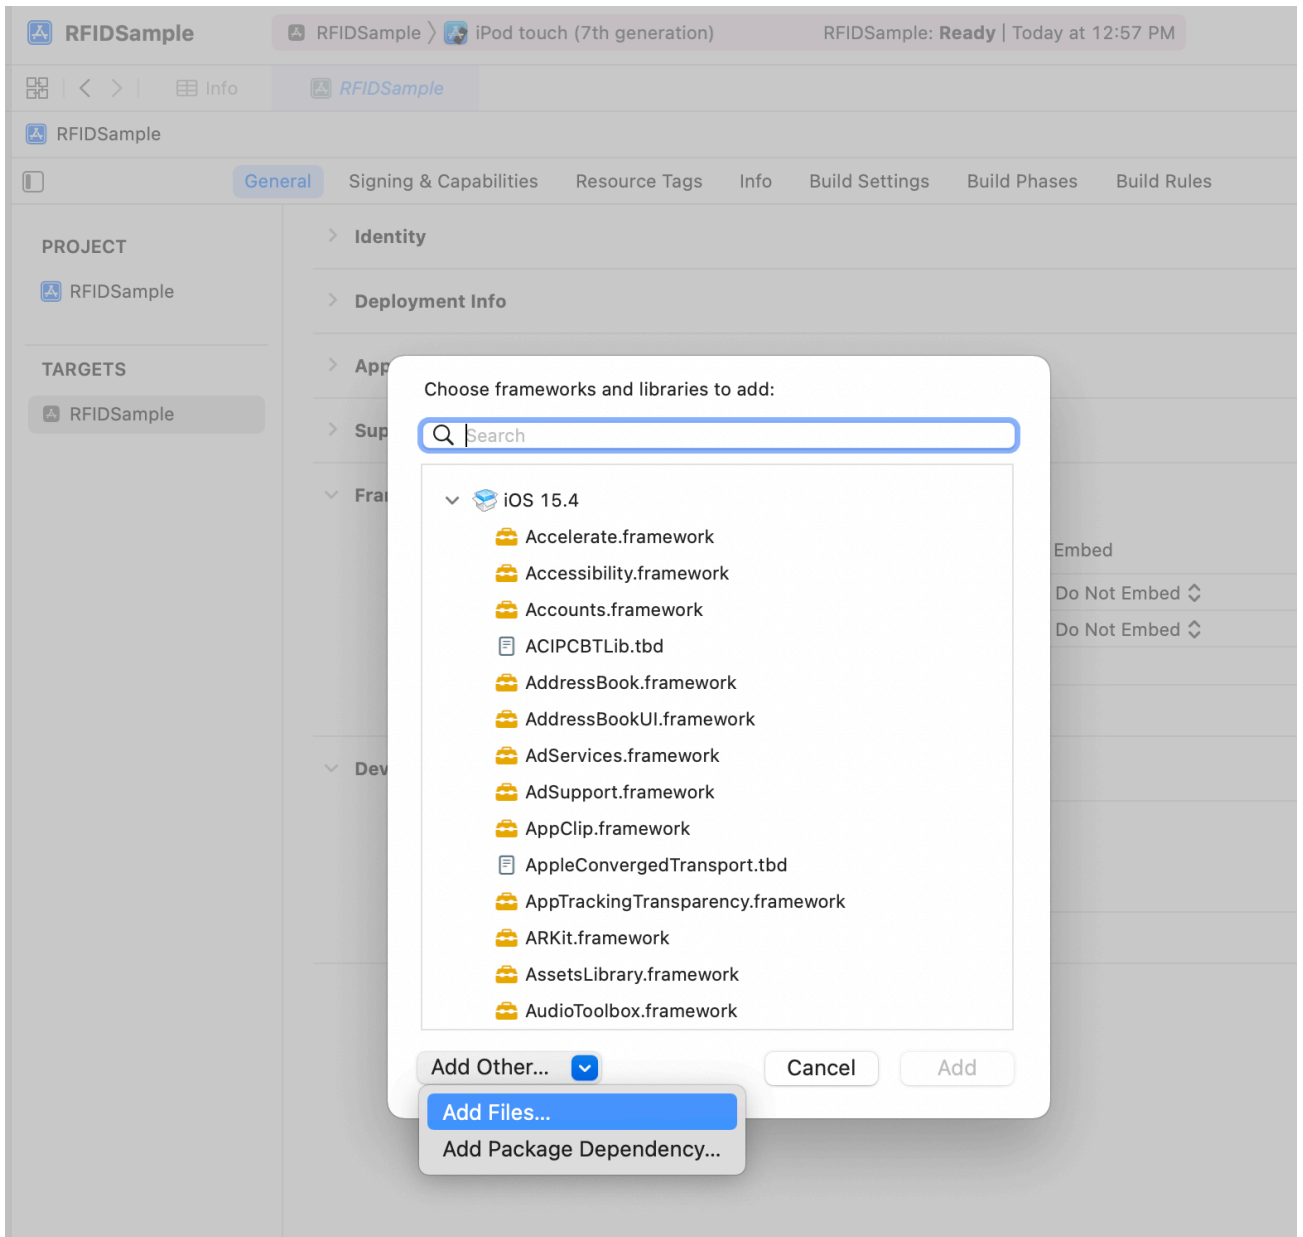 RFIDSample
RFIDSample
iPod touch (7th generation)
RFIDSample: Ready | Today at 12:57 PM
Info
RFIDSample
RFIDSample
General
Signing & Capabilities
Resource Tags
Info
Build Settings
Build Phases
Build Rules
PROJECT
RFIDSample
TARGETS
RFIDSample
Identity
Deployment Info
App
Sup
Fra
Embed
Do Not Embed
Do Not Embed
Dev
Choose frameworks and libraries to add:
Search
iOS 15.4
Accelerate.framework
Accessibility.framework
Accounts.framework
ACIPCBTLib.tbd
AddressBook.framework
AddressBookUI.framework
AdServices.framework
AdSupport.framework
AppClip.framework
AppleConvergedTransport.tbd
AppTrackingTransparency.framework
ARKit.framework
AssetsLibrary.framework
AudioToolbox.framework
Add Other...
Cancel
Add
Add Files...
Add Package Dependency...